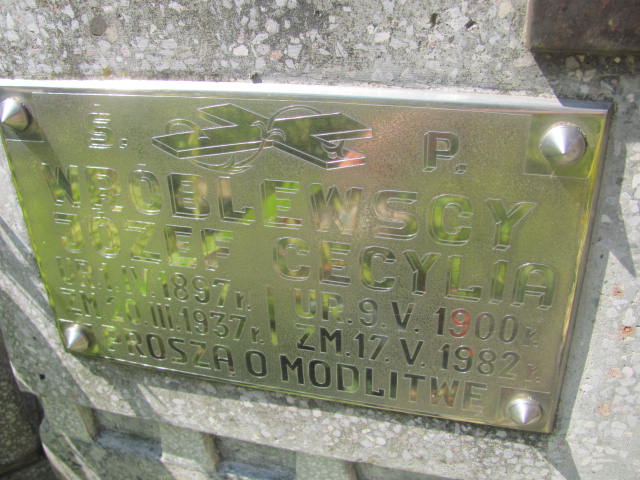 Ś. P.
WRÓBLEWSCY
JÓZEF CECYLIA
UR. 1. IV. 1897 r. UR. 9. V. 1900 r.
ZM. 20. III. 1937 r. ZM. 17. V. 1982 r.
PROSZĄ O MODLITWĘ